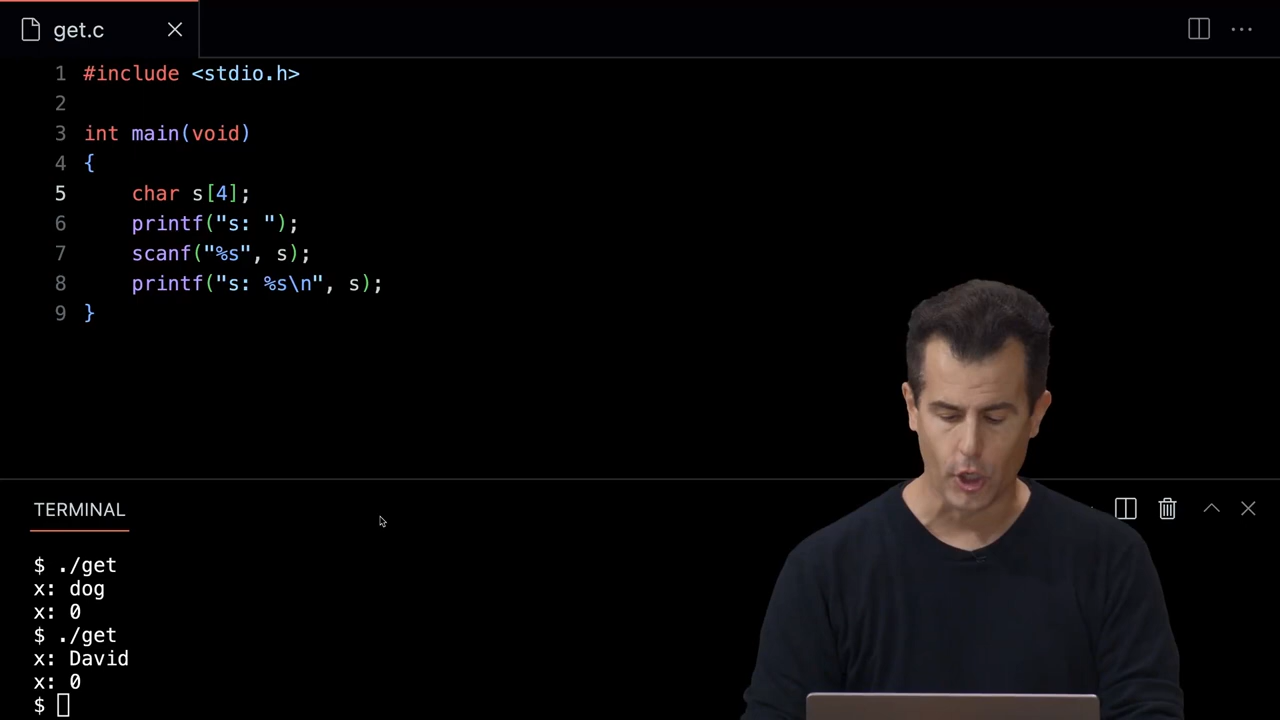 get.c
1 #include <stdio.h>
2
3 int main(void)
4 {
5     char s[4];
6     printf("s: ");
7     scanf("%s", s);
8     printf("s: %s\n", s);
9 }
TERMINAL
$ ./get
x: dog
x: 0
$ ./get
x: David
x: 0
$